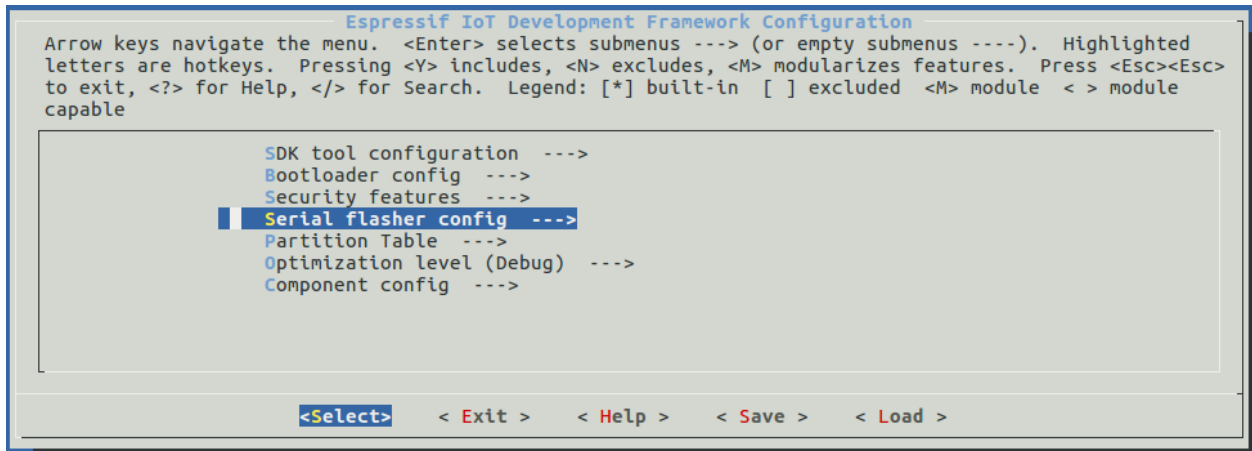 Espressif IoT Development Framework Configuration
Arrow keys navigate the menu.  <Enter> selects submenus ---> (or empty submenus ----).  Highlighted
letters are hotkeys.  Pressing <Y> includes, <N> excludes, <M> modularizes features.  Press <Esc><Esc>
to exit, <?> for Help, </> for Search.  Legend: [*] built-in  [ ] excluded  <M> module  < > module
capable
SDK tool configuration  --->
Bootloader config  --->
Security features  --->
Serial flasher config  --->
Partition Table  --->
Optimization level (Debug)  --->
Component config  --->
<Select>    < Exit >    < Help >    < Save >    < Load >